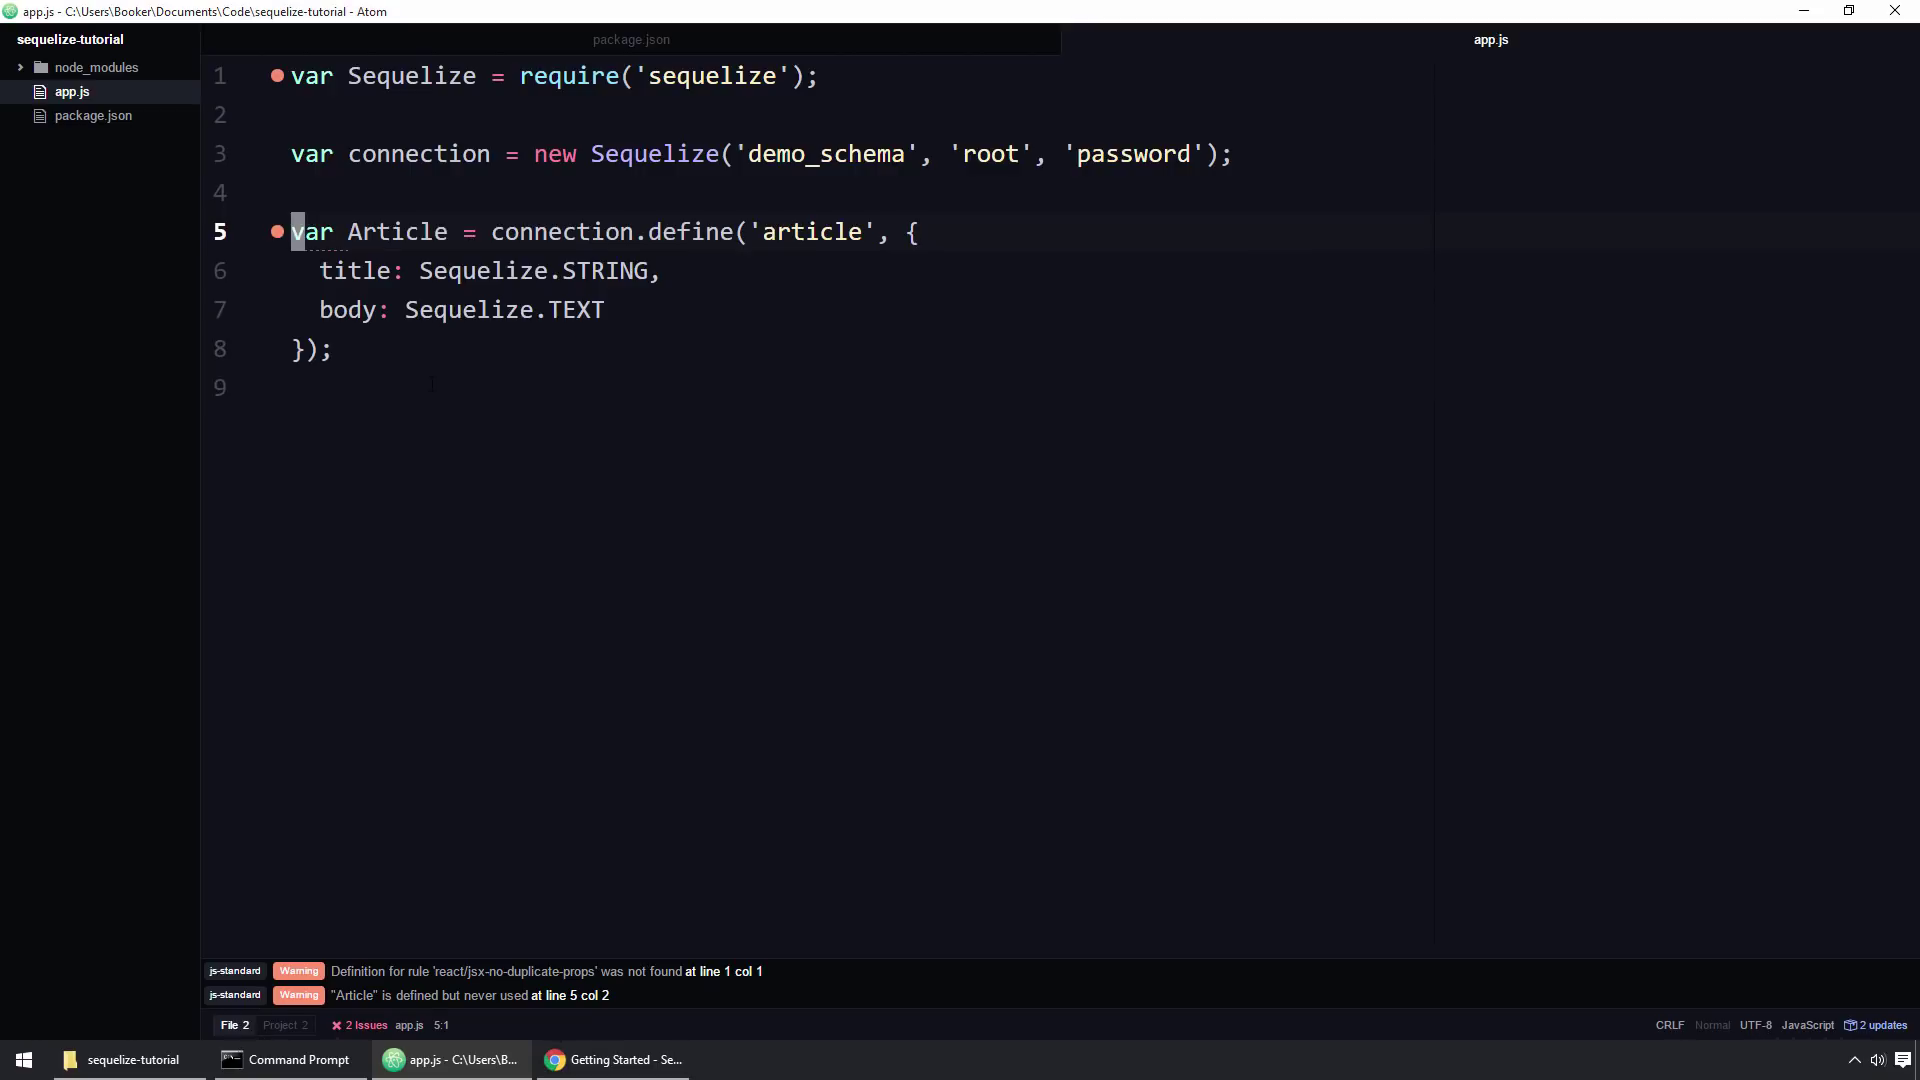 app.js - C:\Users\Booker\Documents\Code\sequelize-tutorial - Atom
sequelize-tutorial
node_modules
app.js
package.json
package.json
app.js
1 var Sequelize = require('sequelize');
2
3 var connection = new Sequelize('demo_schema', 'root', 'password');
4
5 var Article = connection.define('article', {
6 title: Sequelize.STRING,
7 body: Sequelize.TEXT
8 });
9
js-standard Warning Definition for rule 'react/jsx-no-duplicate-props' was not found at line 1 col 1
js-standard Warning "Article" is defined but never used at line 5 col 2
File 2 Project 2 2 Issues app.js 5:1 CRLF Normal UTF-8 JavaScript 2 updates
sequelize-tutorial Command Prompt app.js - C:\Users\B... Getting Started - Se...